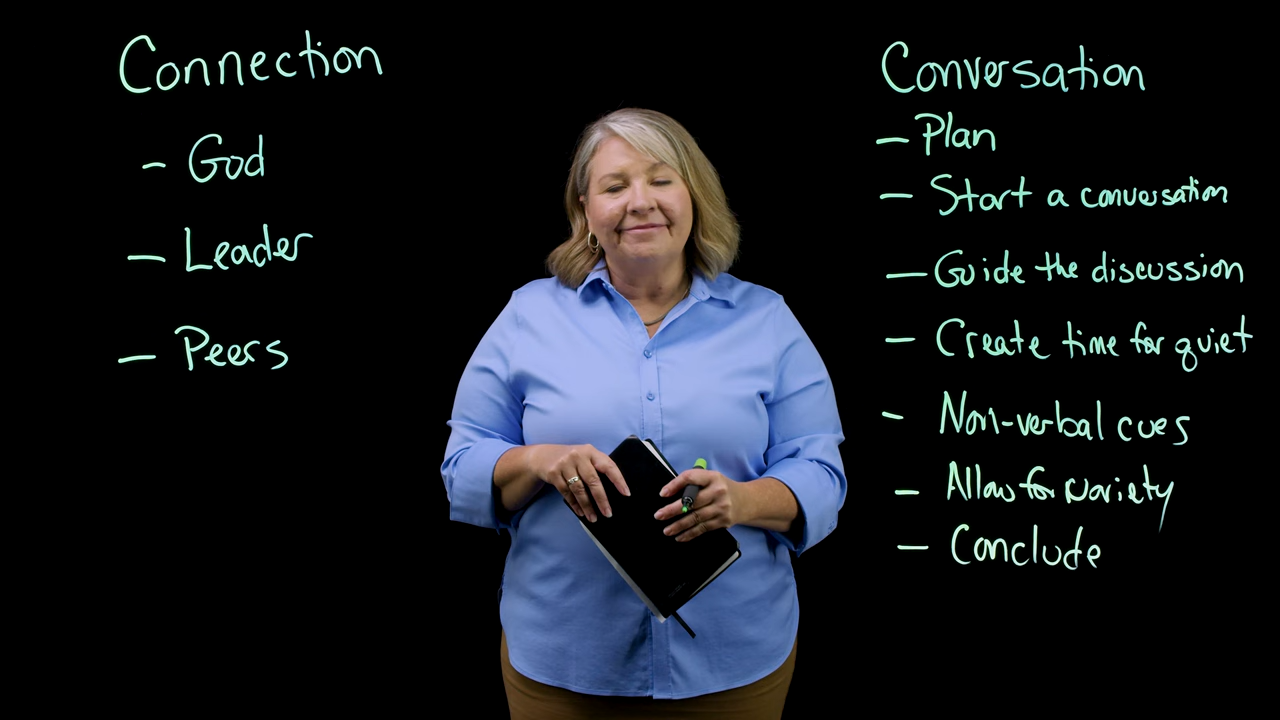 Connection
- God
- Leader
- Peers
Conversation
- Plan
- Start a conversation
- Guide the discussion
- Create time for quiet
- Non-verbal cues
- Allow for variety
- Conclude